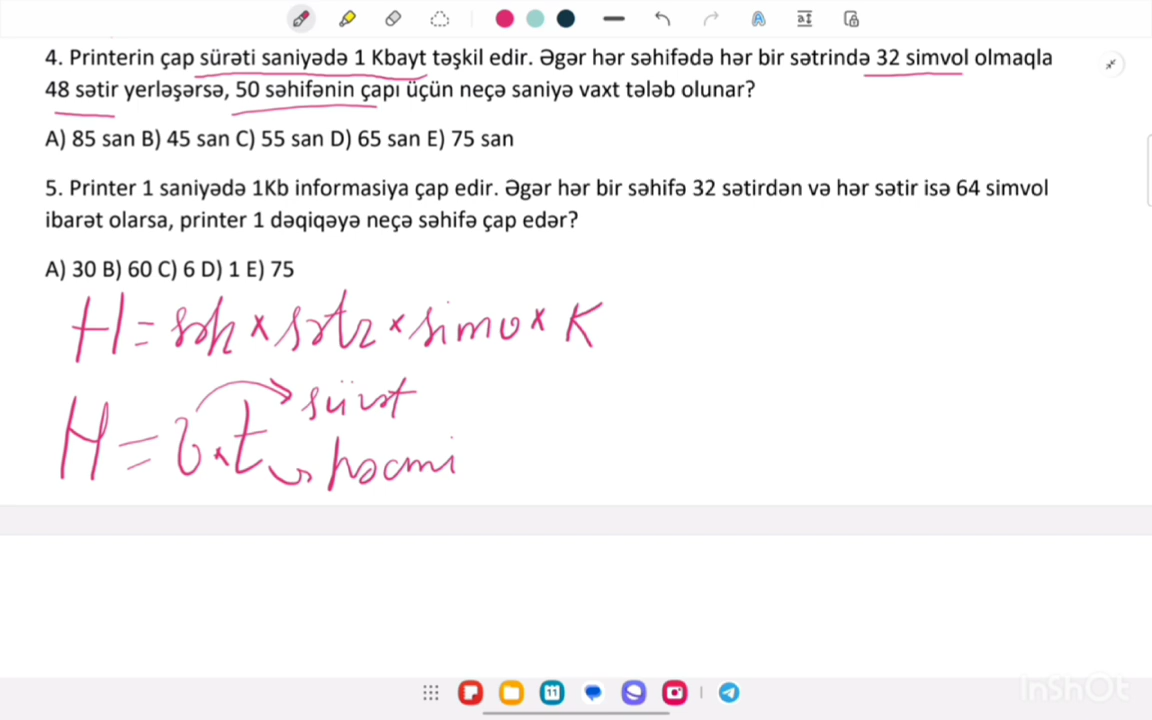 4. Printerin çap sürəti saniyədə 1 Kbayt təşkil edir. Əgər hər səhifədə hər bir sətrində 32 simvol olmaqla
48 sətir yerləşərsə, 50 səhifənin çapı üçün neçə saniyə vaxt tələb olunar?
A) 85 san B) 45 san C) 55 san D) 65 san E) 75 san
5. Printer 1 saniyədə 1Kb informasiya çap edir. Əgər hər bir səhifə 32 sətirdən və hər sətir isə 64 simvol
ibarət olarsa, printer 1 dəqiqəyə neçə səhifə çap edər?
A) 30 B) 60 C) 6 D) 1 E) 75
H = səh × sətr × simv × K
sürət
H = v × t
həcmi
InShOt